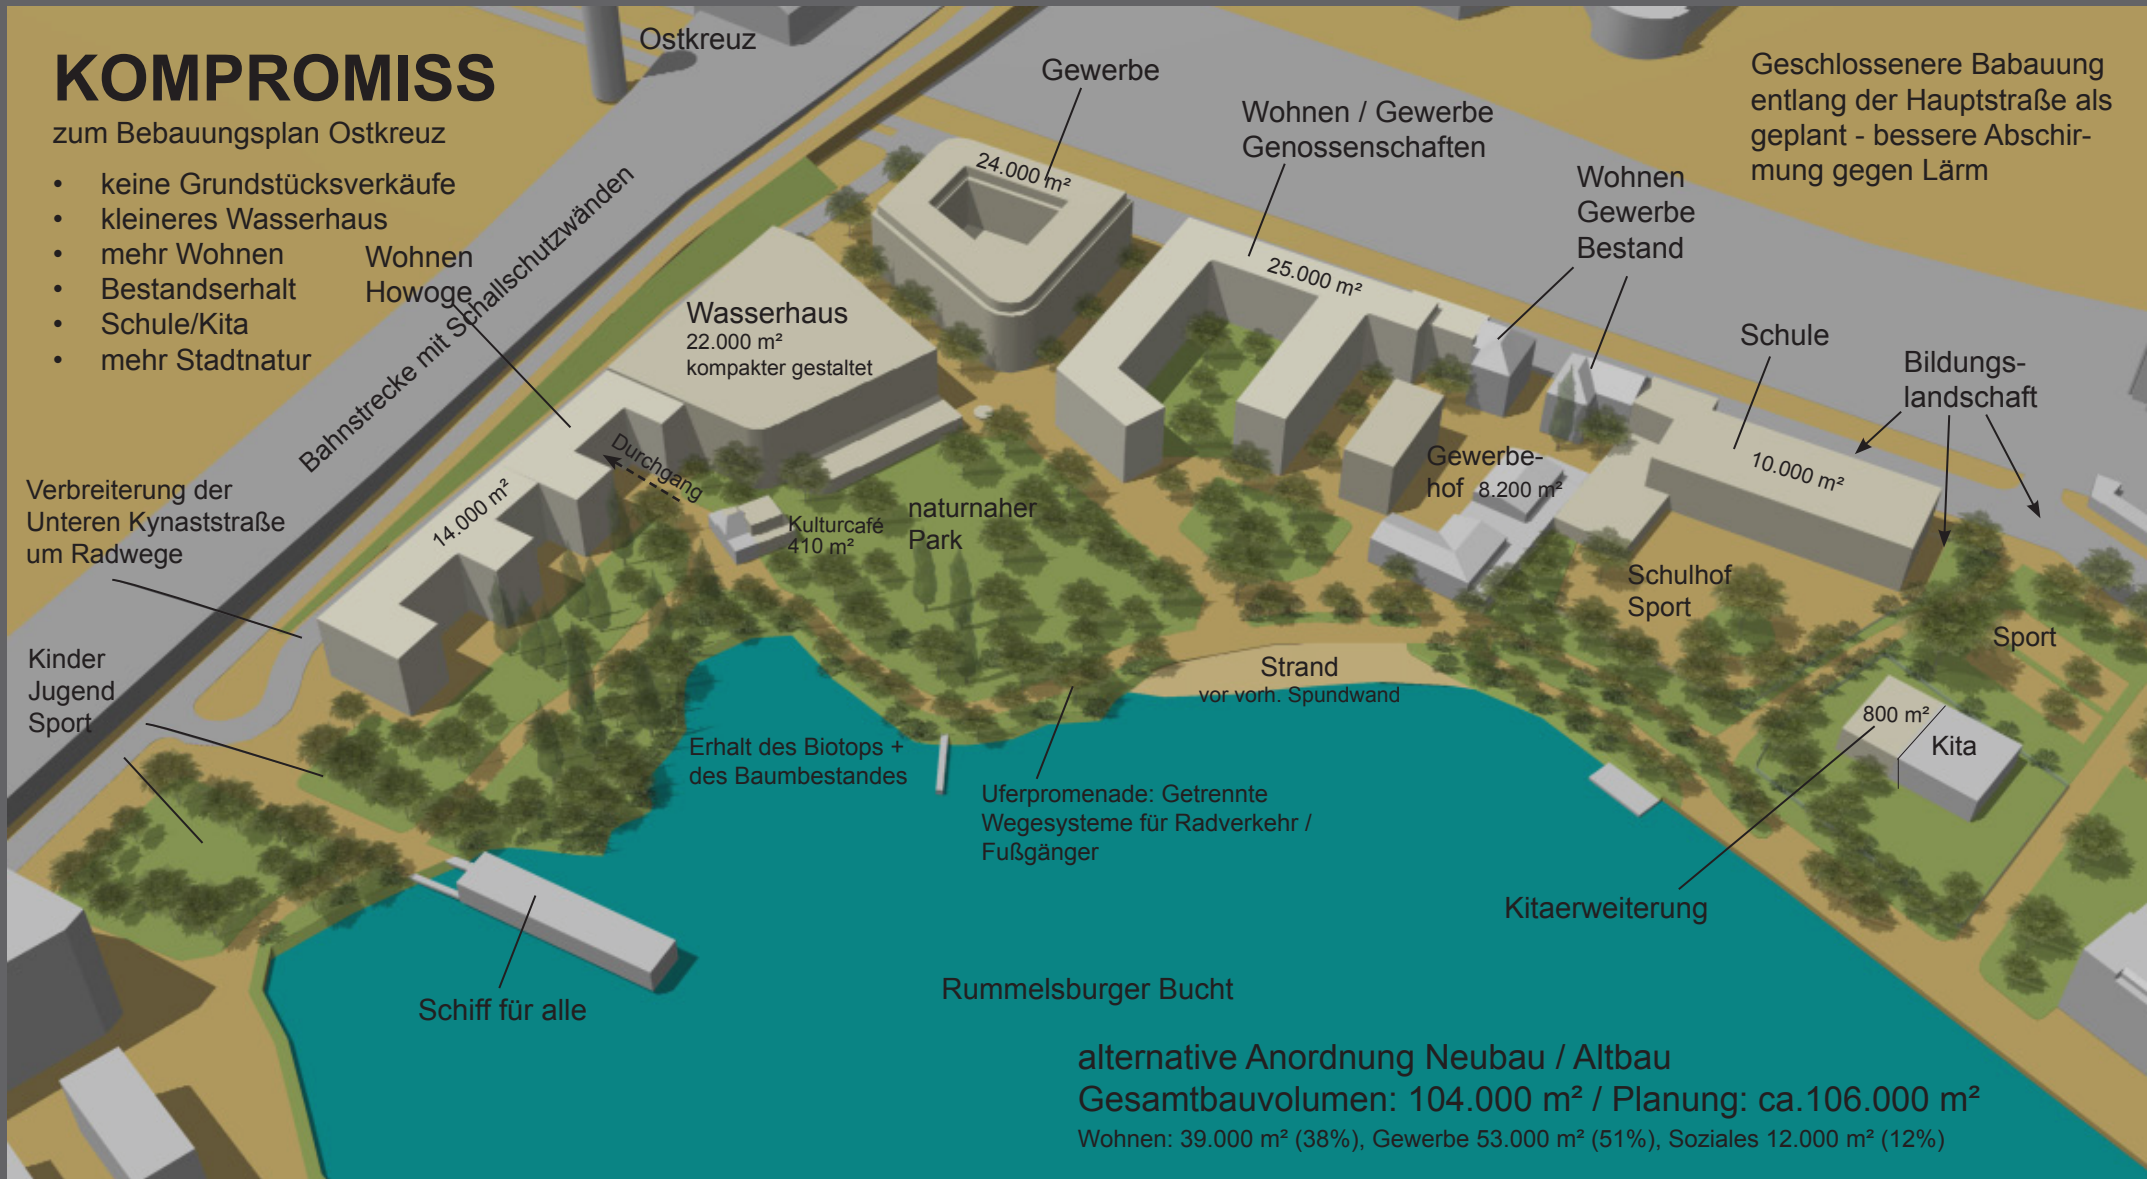 KOMPROMISS
zum Bebauungsplan Ostkreuz
• keine Grundstücksverkäufe
• kleineres Wasserhaus
• mehr Wohnen
• Bestandserhalt
• Schule/Kita
• mehr Stadtnatur
Ostkreuz
Gewerbe
24.000 m²
Wohnen / Gewerbe
Genossenschaften
25.000 m²
Wohnen
Gewerbe
Bestand
Geschlossenere Babauung
entlang der Hauptstraße als
geplant - bessere Abschir-
mung gegen Lärm
Wohnen
Howoge
Bahnstrecke mit Schallschutzwänden
Wasserhaus
22.000 m²
kompakter gestaltet
Schule
10.000 m²
Bildungs-
landschaft
Durchgang
14.000 m²
Verbreiterung der
Unteren Kynaststraße
um Radwege
Kulturcafé
410 m²
naturnaher
Park
Gewerbe-
hof 8.200 m²
Schulhof
Sport
Sport
Kinder
Jugend
Sport
Strand
vor vorh. Spundwand
800 m²
Kita
Erhalt des Biotops +
des Baumbestandes
Uferpromenade: Getrennte
Wegesysteme für Radverkehr /
Fußgänger
Kitaerweiterung
Schiff für alle
Rummelsburger Bucht
alternative Anordnung Neubau / Altbau
Gesamtbauvolumen: 104.000 m² / Planung: ca.106.000 m²
Wohnen: 39.000 m² (38%), Gewerbe 53.000 m² (51%), Soziales 12.000 m² (12%)